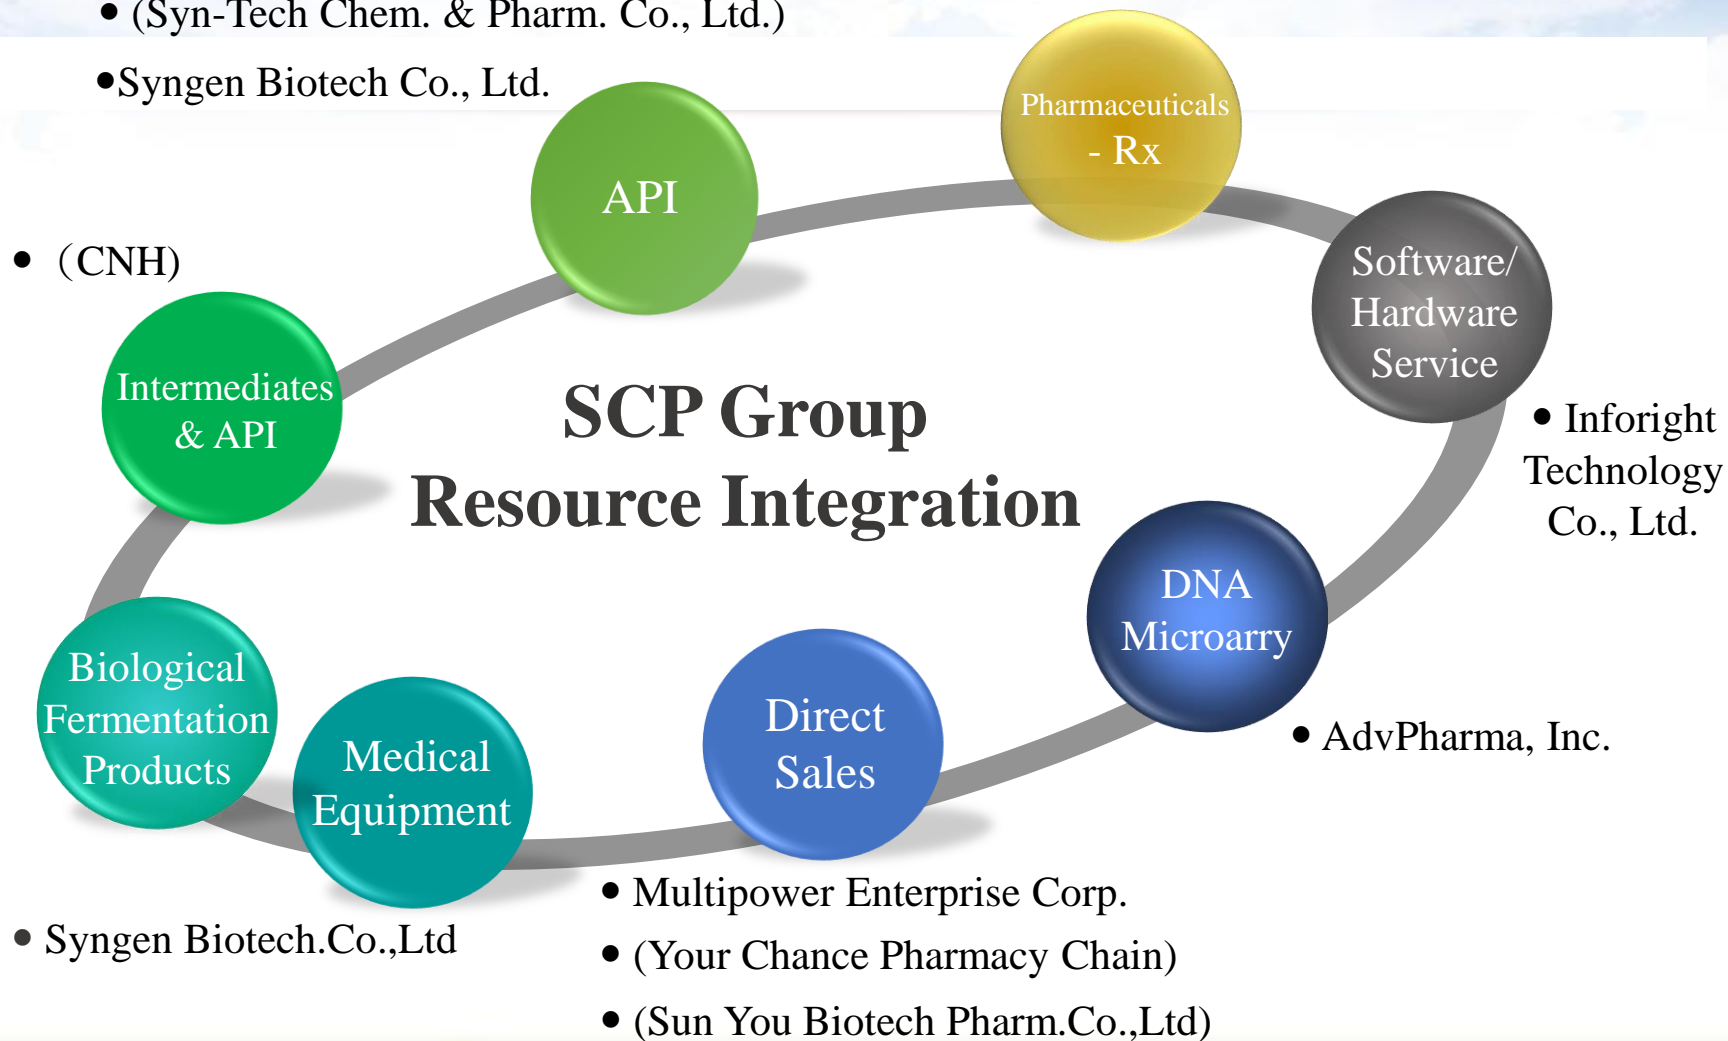 • (Syn-Tech Chem. & Pharm. Co., Ltd.)
•Syngen Biotech Co., Ltd.
Pharmaceuticals
- Rx
API
Software/
Hardware
Service
• （CNH)
Intermediates
& API
SCP Group
Resource Integration
• Inforight
Technology
Co., Ltd.
DNA
Microarry
Biological
Fermentation
Products
Medical
Equipment
Direct
Sales
• AdvPharma, Inc.
• Syngen Biotech.Co.,Ltd
• Multipower Enterprise Corp.
• (Your Chance Pharmacy Chain)
• (Sun You Biotech Pharm.Co.,Ltd)